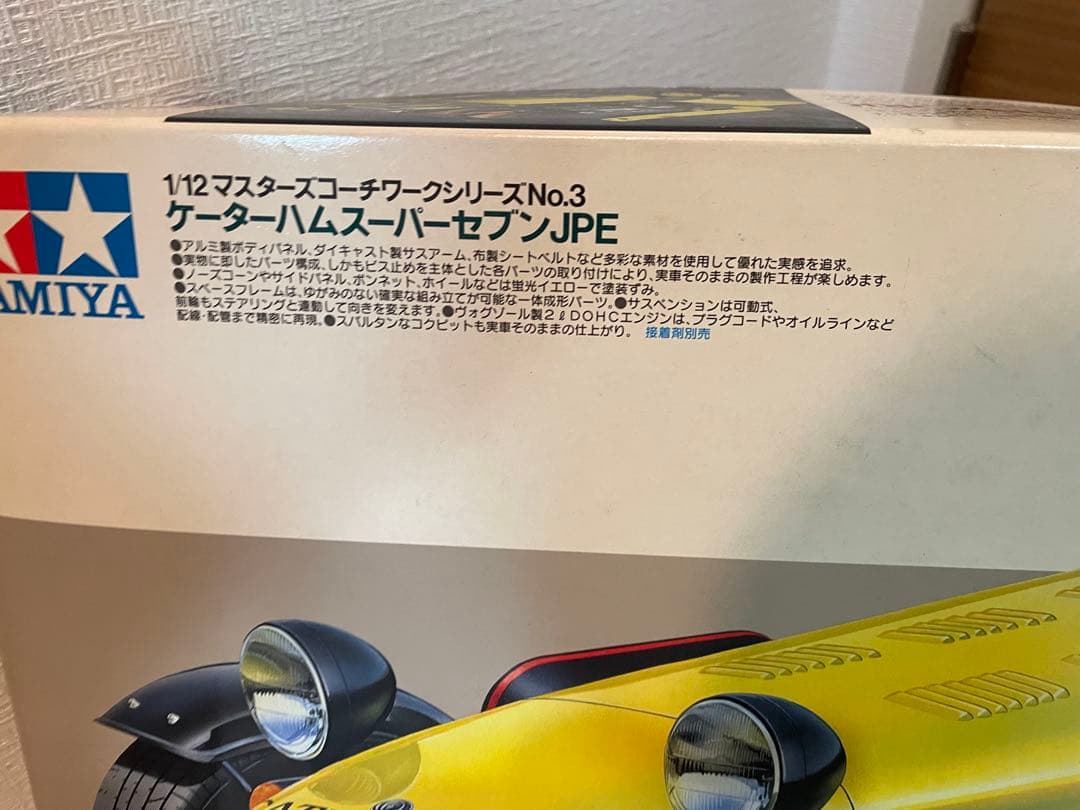 1/12マスターズコーチワークシリーズNo.3
ケーターハムスーパーセブンJPE
●アルミ製ボディパネル、ダイキャスト製サスアーム、布製シートベルトなど多彩な素材を使用して優れた実感を追求。
●実物に即したパーツ構成、しかもビス止めを主体とした各パーツの取り付けにより、実車そのままの製作工程が楽しめます。
●ノーズコーンやサイドパネル、ボンネット、ホイールなどは蛍光イエローで塗装ずみ。
●スペースフレームは、ゆがみのない確実な組み立てが可能な一体成形パーツ。●サスペンションは可動式、
前輪もステアリングと連動して向きを変えます。●ヴォグゾール製2ℓDOHCエンジンは、プラグコードやオイルラインなど
配線・配管まで精密に再現。●スパルタンなコクピットも実車そのままの仕上がり。 接着剤別売
AMIYA